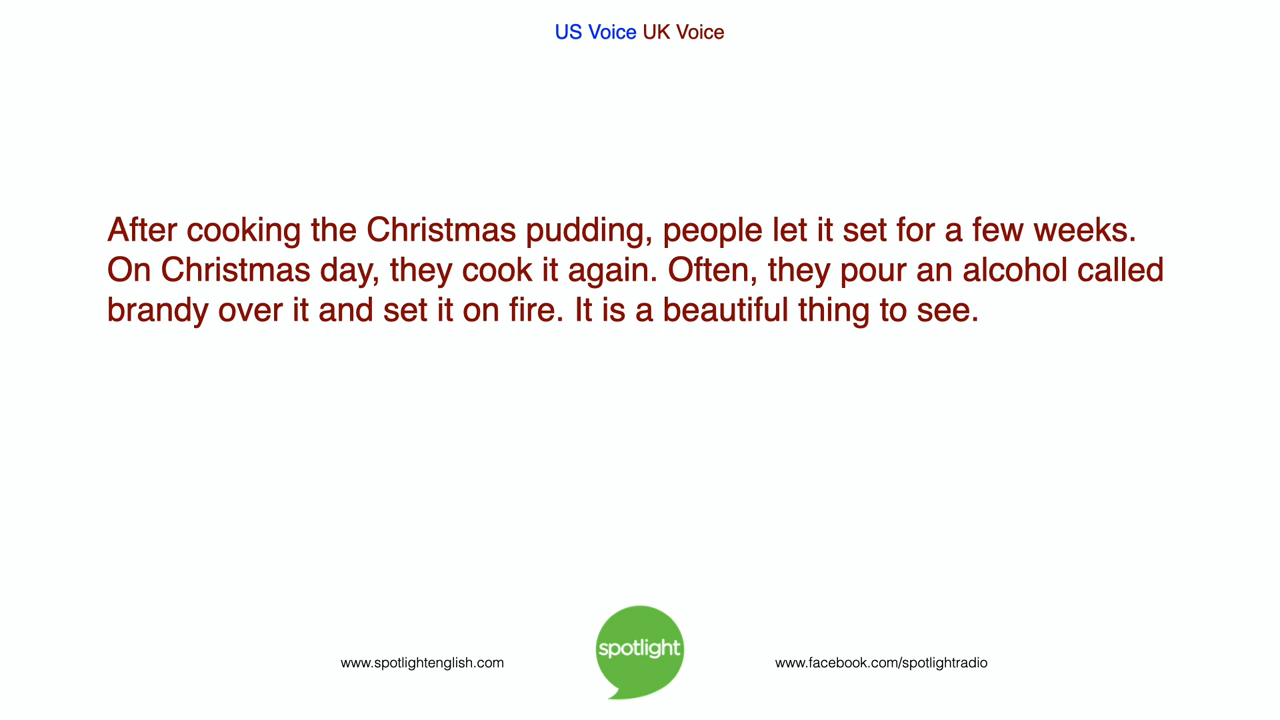 US Voice UK Voice
After cooking the Christmas pudding, people let it set for a few weeks.
On Christmas day, they cook it again. Often, they pour an alcohol called
brandy over it and set it on fire. It is a beautiful thing to see.
spotlight
www.spotlightenglish.com
www.facebook.com/spotlightradio